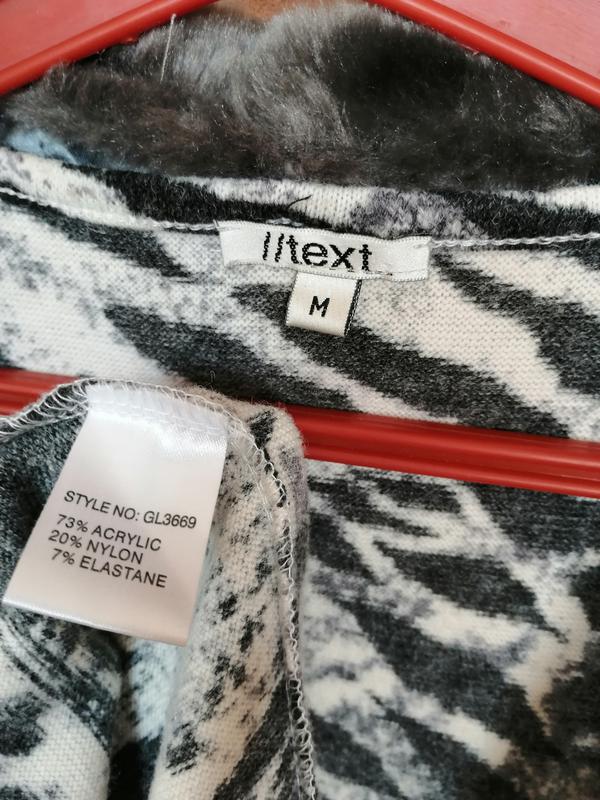 //text
M
STYLE NO: GL3669
73% ACRYLIC
20% NYLON
7% ELASTANE